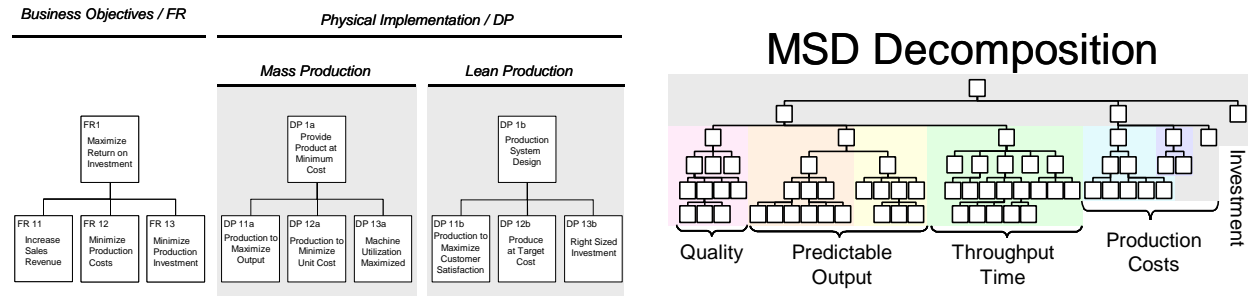 Business Objectives / FR
Physical Implementation / DP
Mass Production
Lean Production
FR1
Maximize
Return on
Investment
DP 1a
Provide
Product at
Minimum
Cost
DP 1b
Production
System
Design
FR 11
Increase
Sales
Revenue
FR 12
Minimize
Production
Costs
FR 13
Minimize
Production
Investment
DP 11a
Production to
Maximize
Output
DP 12a
Production to
Minimize
Unit Cost
DP 13a
Machine
Utilization
Maximized
DP 11b
Production to
Maximize
Customer
Satisfaction
DP 12b
Produce
at Target
Cost
DP 13b
Right Sized
Investment
MSD Decomposition
Quality
Predictable
Output
Throughput
Time
Production
Costs
Investment